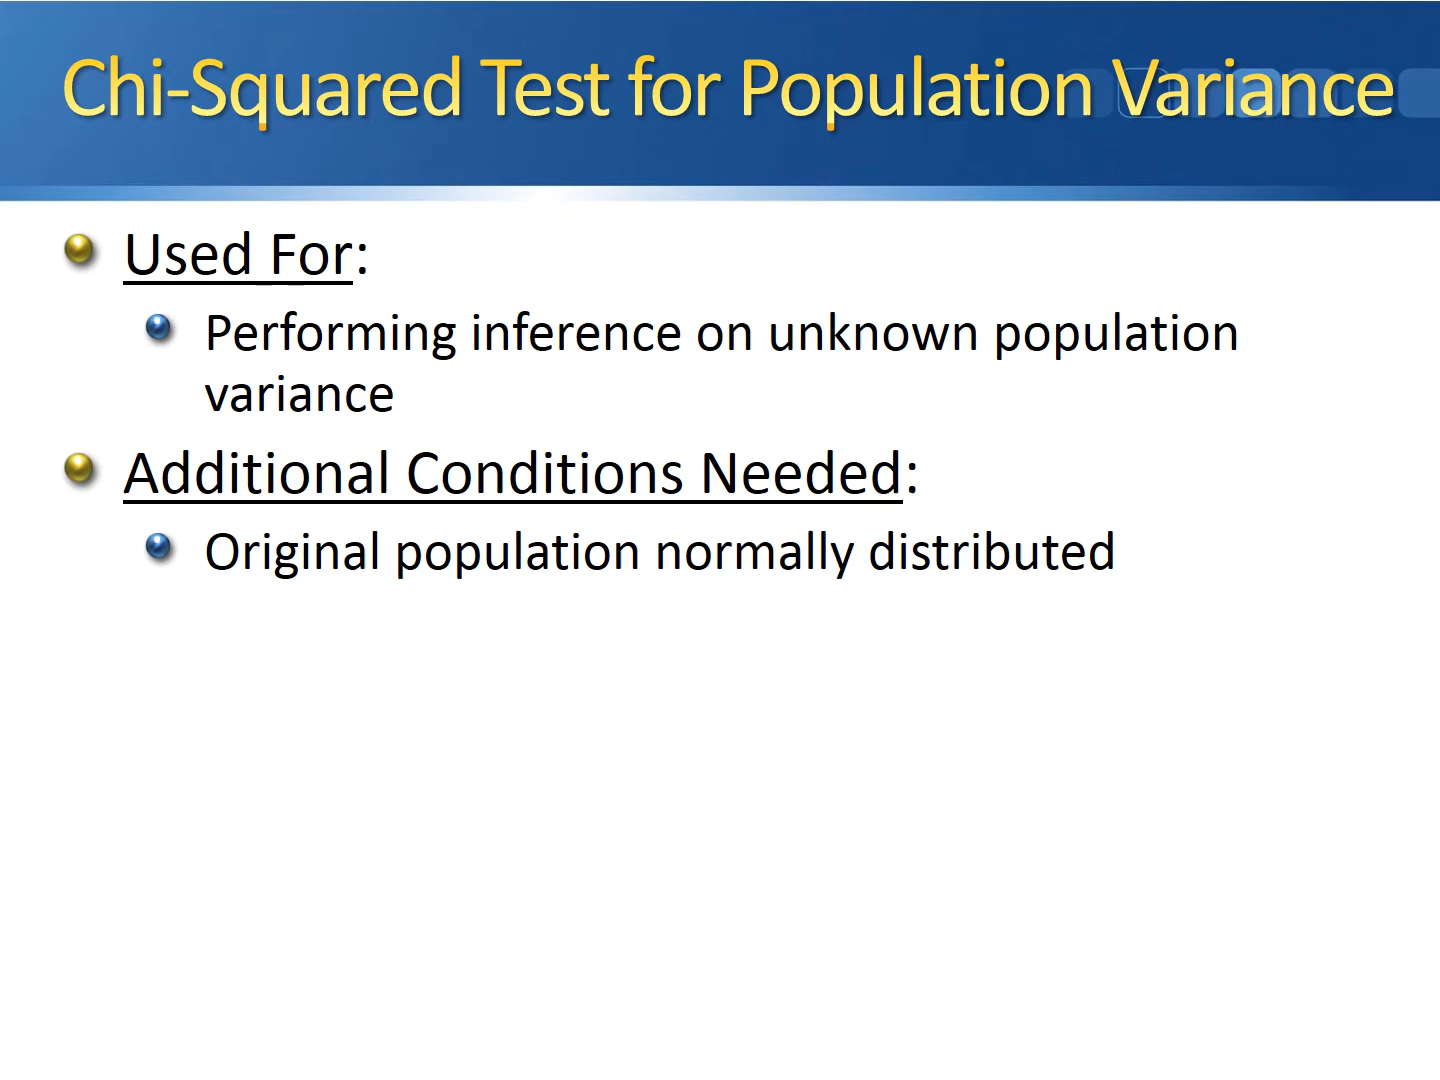 Chi-Squared Test for Population Variance
Used For:
Performing inference on unknown population
variance
Additional Conditions Needed:
Original population normally distributed